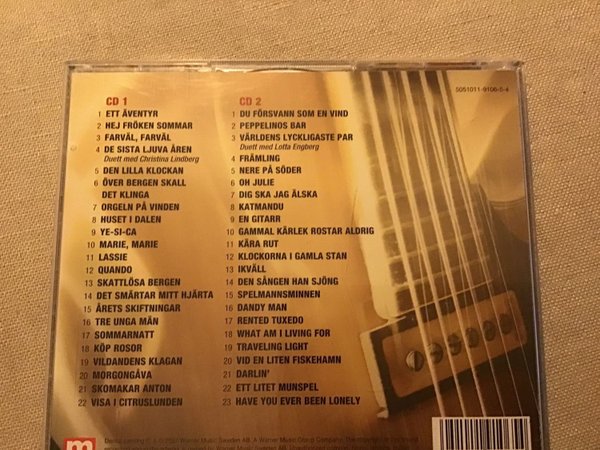 5051011-9106-5-4
CD 1
1 ETT ÄVENTYR
2 HEJ FRÖKEN SOMMAR
3 FARVÄL, FARVÄL
4 DE SISTA LJUVA ÅREN
Duett med Christina Lindberg
5 DEN LILLA KLOCKAN
6 ÖVER BERGEN SKALL
DET KLINGA
7 ORGELN PÅ VINDEN
8 HUSET I DALEN
9 YE-SI-CA
10 MARIE, MARIE
11 LASSIE
12 QUANDO
13 SKATTLÖSA BERGEN
14 DET SMÄRTAR MITT HJÄRTA
15 ÅRETS SKIFTNINGAR
16 TRE UNGA MÄN
17 SOMMARNATT
18 KÖP ROSOR
19 VILDANDENS KLAGAN
20 MORGONGÅVA
21 SKOMAKAR ANTON
22 VISA I CITRUSLUNDEN
CD 2
1 DU FÖRSVANN SOM EN VIND
2 PEPPELINOS BAR
3 VÄRLDENS LYCKLIGASTE PAR
Duett med Lotta Engberg
4 FRÄMLING
5 NERE PÅ SÖDER
6 OH JULIE
7 DIG SKA JAG ÄLSKA
8 KATMANDU
9 EN GITARR
10 GAMMAL KÄRLEK ROSTAR ALDRIG
11 KÄRA RUT
12 KLOCKORNA I GAMLA STAN
13 IKVÄLL
14 DEN SÅNGEN HAN SJÖNG
15 SPELMANNSMINNEN
16 DANDY MAN
17 RENTED TUXEDO
18 WHAT AM I LIVING FOR
19 TRAVELING LIGHT
20 VID EN LITEN FISKEHAMN
21 DARLIN'
22 ETT LITET MUNSPEL
23 HAVE YOU EVER BEEN LONELY
m
Warner Music Sweden AB. A Warner Music Group Company.